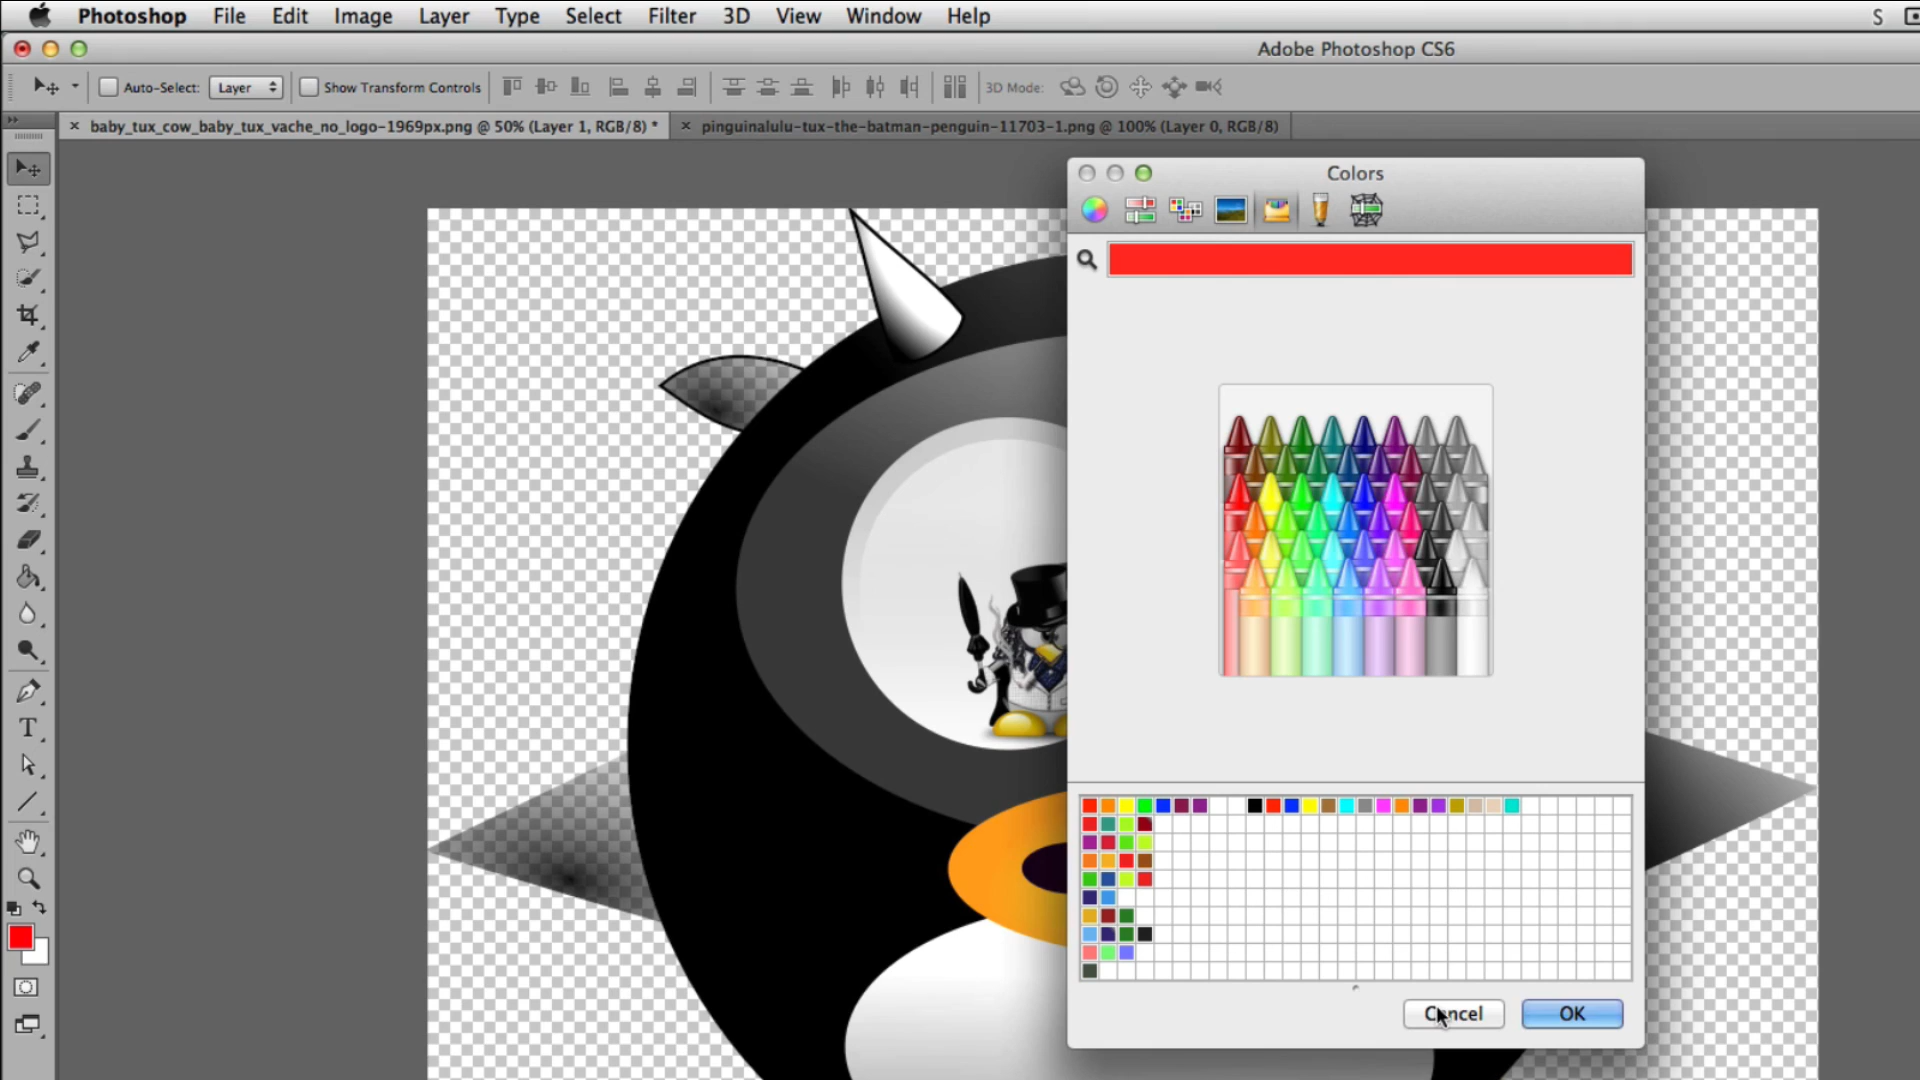 Photoshop File Edit Image Layer Type Select Filter 3D View Window Help S
Adobe Photoshop CS6
Auto-Select: Layer Show Transform Controls 3D Mode:
baby_tux_cow_baby_tux_vache_no_logo-1969px.png @ 50% (Layer 1, RGB/8) * pinguinalulu-tux-the-batman-penguin-11703-1.png @ 100% (Layer 0, RGB/8)
Colors
T
Cancel OK